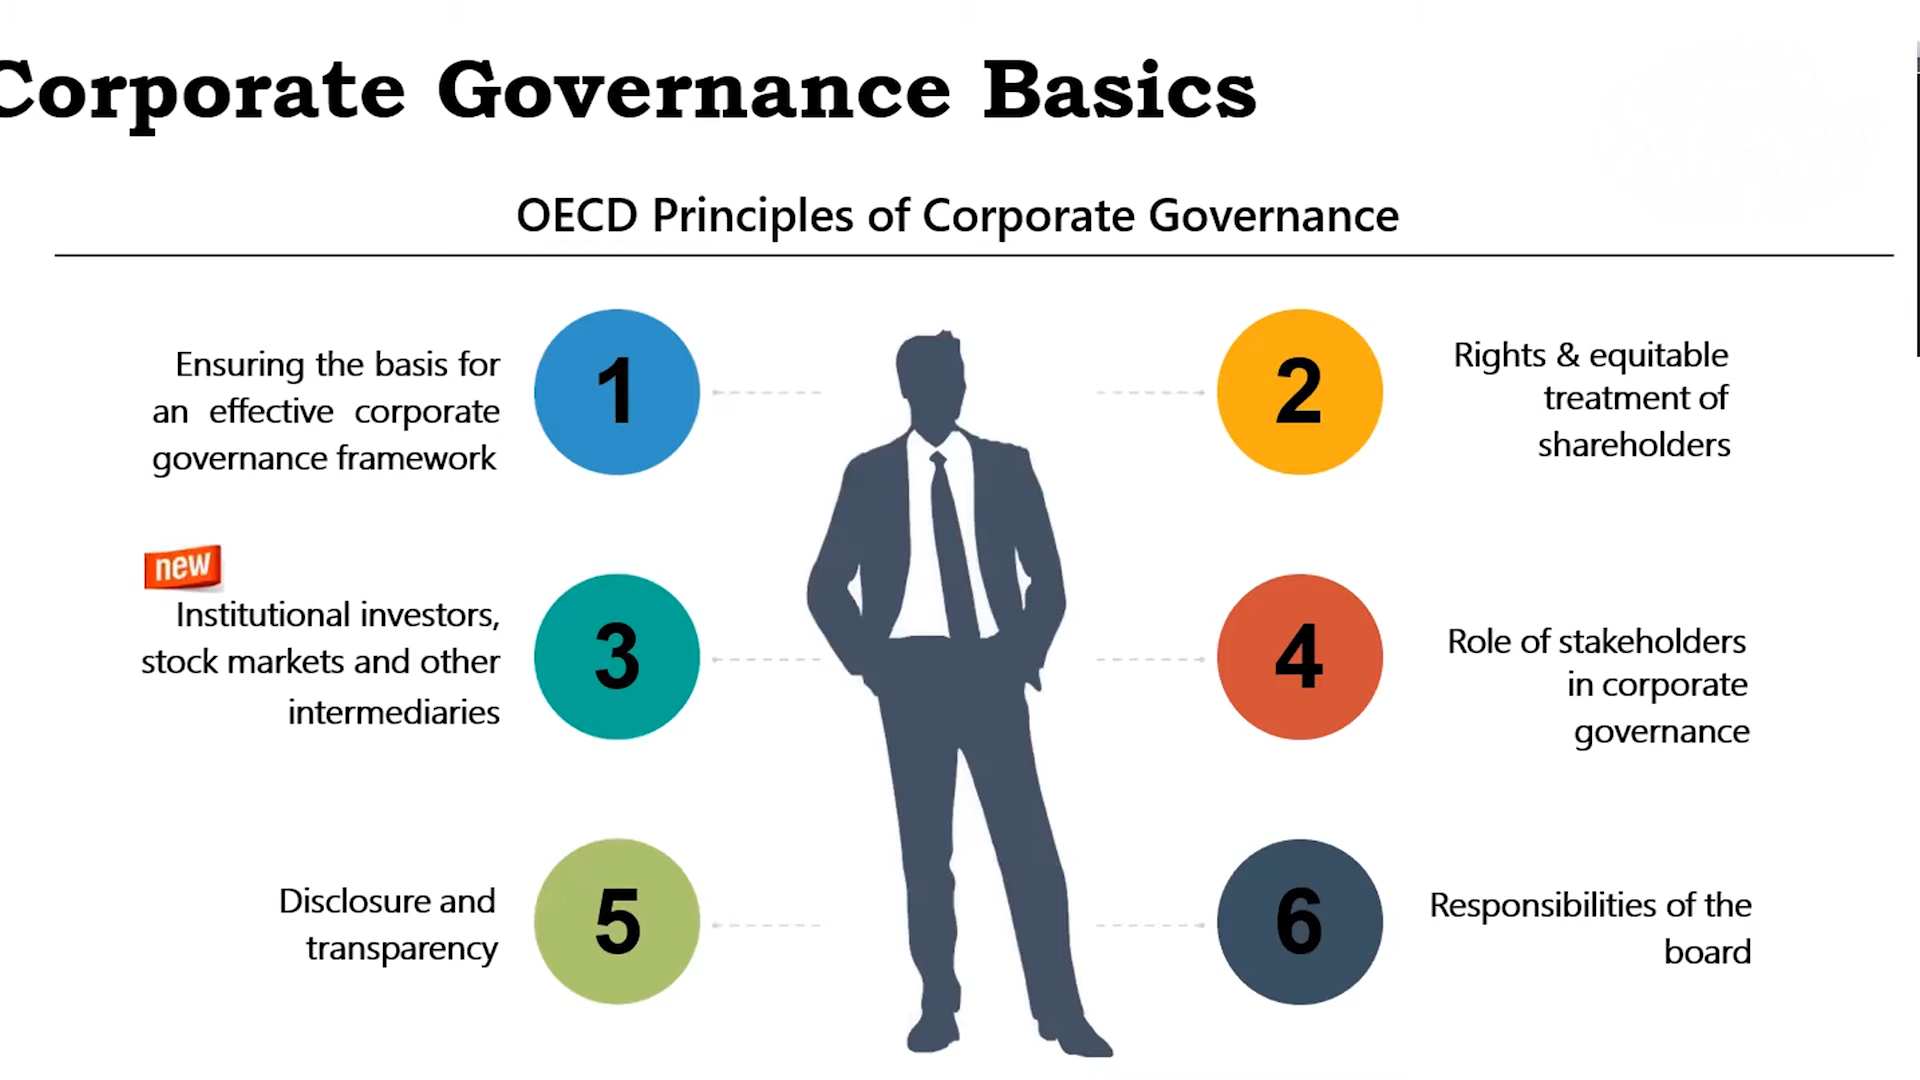 Corporate Governance Basics
OECD Principles of Corporate Governance
Ensuring the basis for
an effective corporate
governance framework
1
2
Rights & equitable
treatment of
shareholders
new
Institutional investors,
stock markets and other
intermediaries
3
4
Role of stakeholders
in corporate
governance
Disclosure and
transparency
5
6
Responsibilities of the
board